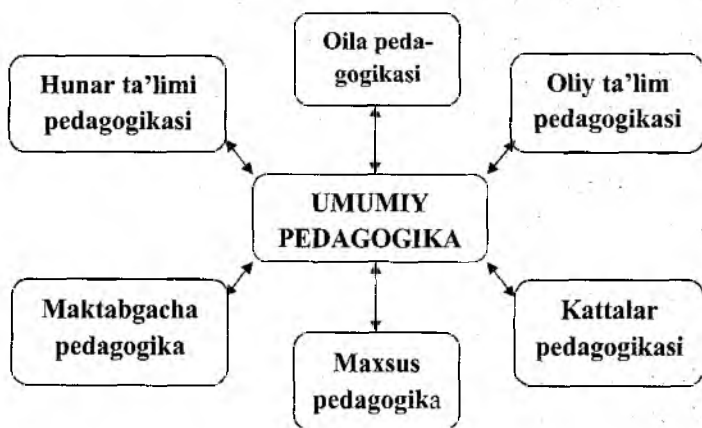 Oila peda-
gogikasi
Hunar ta’limi
pedagogikasi
Oliy ta’lim
pedagogikasi
UMUMIY
PEDAGOGIKA
Maktabgacha
pedagogika
Kattalar
pedagogikasi
Maxsus
pedagogika